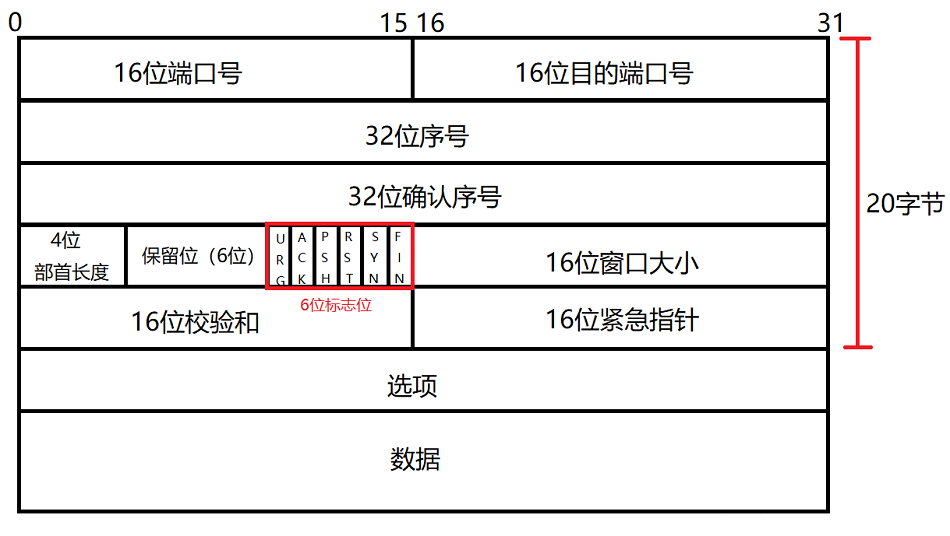 0 15 16 31
16位端口号 16位目的端口号
32位序号
32位确认序号
20字节
4位
部首长度
保留位（6位）
URG
ACK
PSH
RST
SYN
FIN
16位窗口大小
6位标志位
16位校验和 16位紧急指针
选项
数据